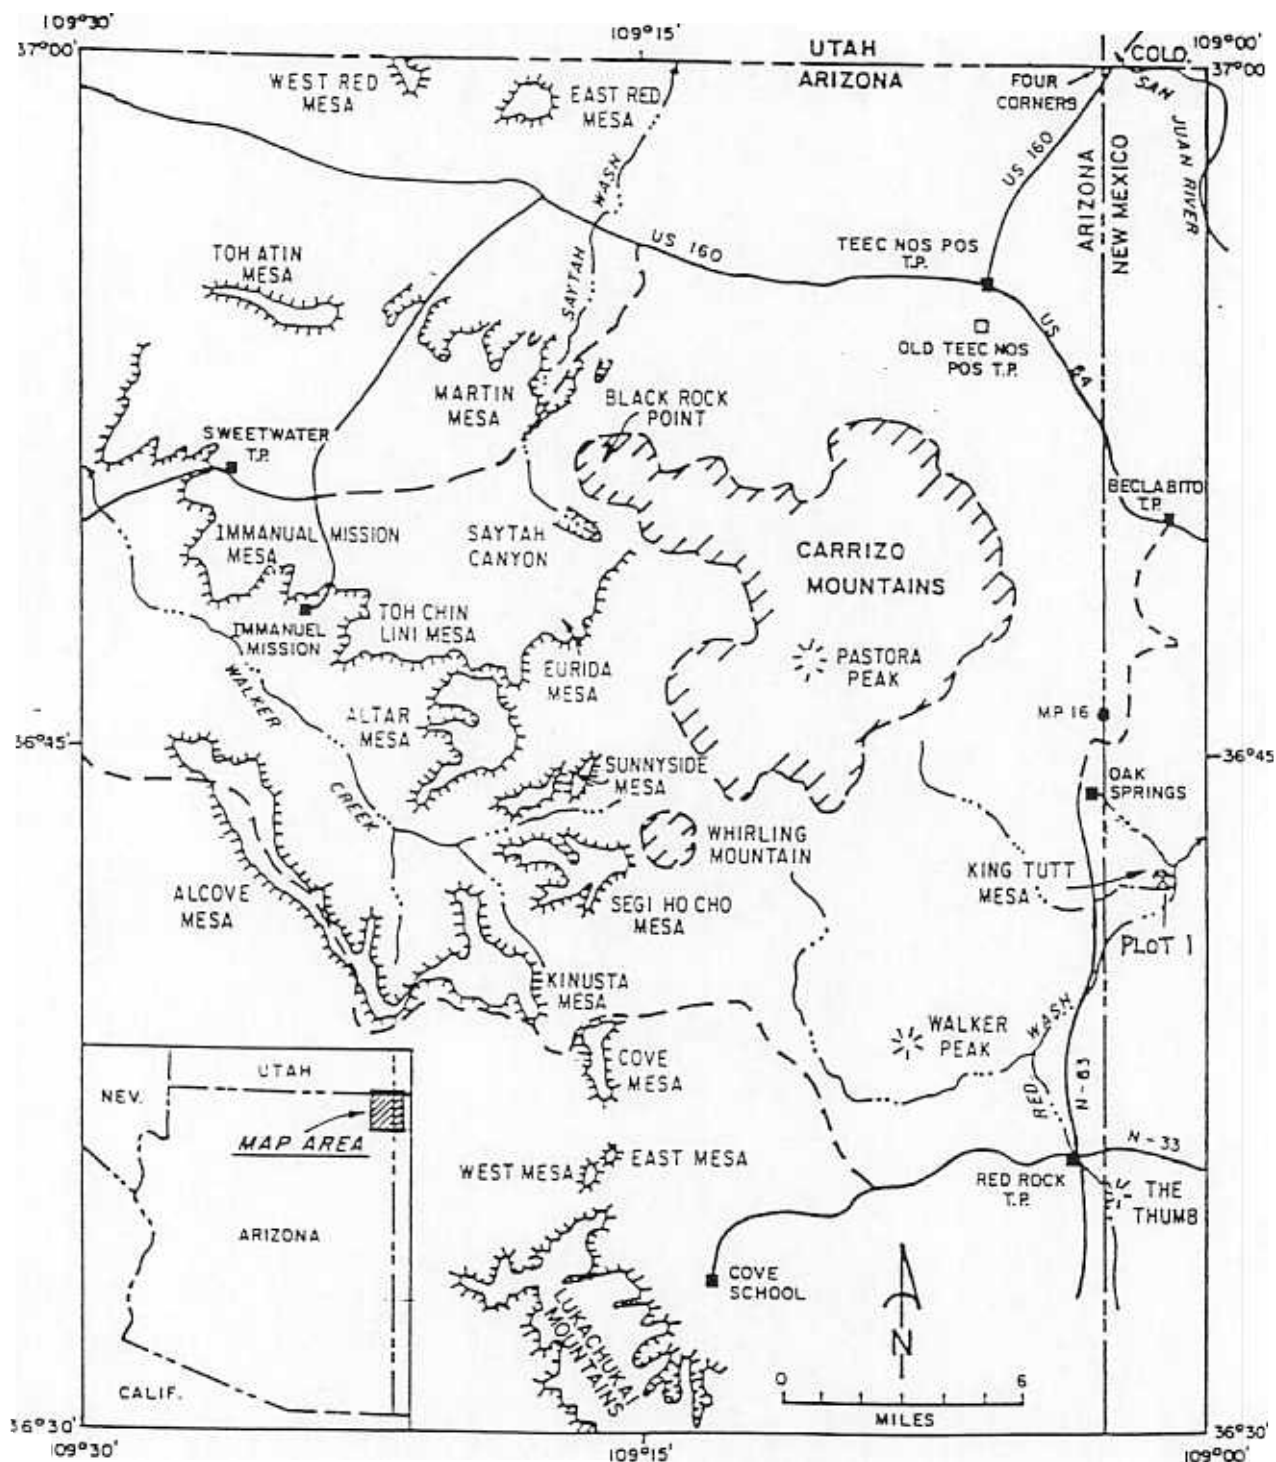 109°30'
109°15'
109°00'
37°00'
UTAH
COLO.
37°00
ARIZONA
WEST RED
MESA
EAST RED
MESA
FOUR
CORNERS
SAN JUAN RIVER
WASH
US 160
ARIZONA
NEW MEXICO
TOH ATIN
MESA
US 160
TEEC NOS POS
T.P.
SAYTAH
OLD TEEC NOS
POS T.P.
US 64
MARTIN
MESA
BLACK ROCK
POINT
SWEETWATER
T.P.
BECLABITO
T.P.
IMMANUAL MISSION
MESA
SAYTAH
CANYON
CARRIZO
MOUNTAINS
TOH CHIN
LINI MESA
IMMANUEL
MISSION
EURIDA
MESA
PASTORA
PEAK
WALKER
ALTAR
MESA
MP 16
36°45'
36°45'
SUNNYSIDE
MESA
OAK
SPRINGS
CREEK
WHIRLING
MOUNTAIN
KING TUTT
MESA
ALCOVE
MESA
SEGI HO CHO
MESA
PLOT 1
KINUSTA
MESA
WASH
WALKER
PEAK
COVE
MESA
UTAH
NEV.
MAP AREA
RED
N-63
N-33
WEST MESA
EAST MESA
RED ROCK
T.P.
THE
THUMB
ARIZONA
COVE
SCHOOL
LUKACHUKAI
MOUNTAINS
N
CALIF.
0
6
MILES
36°30'
36°30'
109°30'
109°15'
109°00'